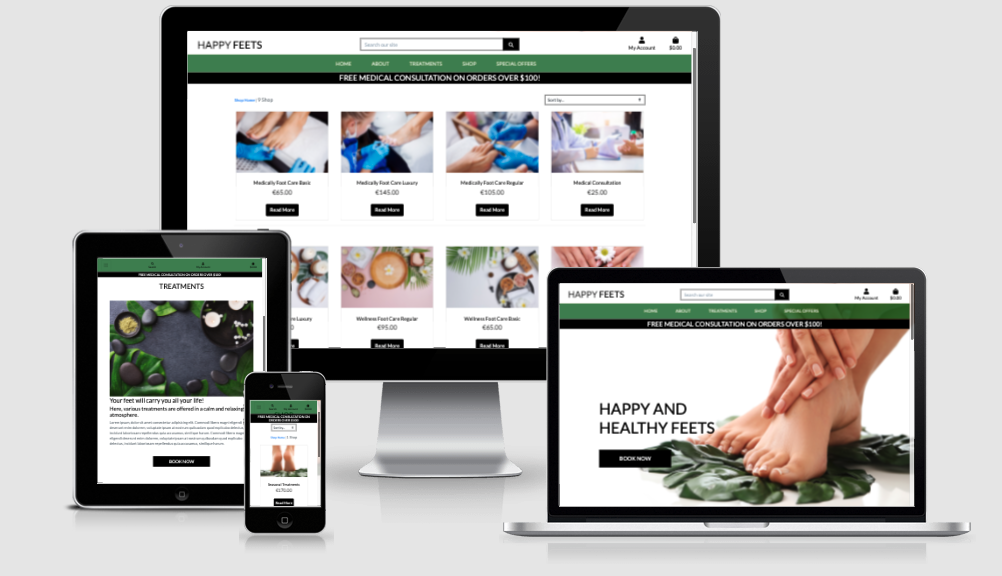 HAPPY FEETS
Search our site
My Account
$0.00
HOME ABOUT TREATMENTS SHOP SPECIAL OFFERS
FREE MEDICAL CONSULTATION ON ORDERS OVER $100!
Shop
Sort by...
Medically Foot Care Basic
€65.00
Read More
Medically Foot Care Luxury
€145.00
Read More
Medically Foot Care Regular
€105.00
Read More
Medical Consultation
€25.00
Read More
Luxury
Wellness Foot Care Regular
€95.00
Read More
Wellness Foot Care Basic
€65.00
Read More
FREE MEDICAL CONSULTATION ON ORDERS OVER $100!
TREATMENTS
Your feet will carry you all your life!
Here, various treatments are offered in a calm and relaxing
atmosphere.
BOOK NOW
FREE MEDICAL CONSULTATION ON
ORDERS OVER $100!
Sort by...
Shop
Seasonal Treatments
€170.00
Read More
HAPPY FEETS
Search our site
My Account
$0.00
HOME ABOUT TREATMENTS SHOP SPECIAL OFFERS
FREE MEDICAL CONSULTATION ON ORDERS OVER $100!
HAPPY AND
HEALTHY FEETS
BOOK NOW